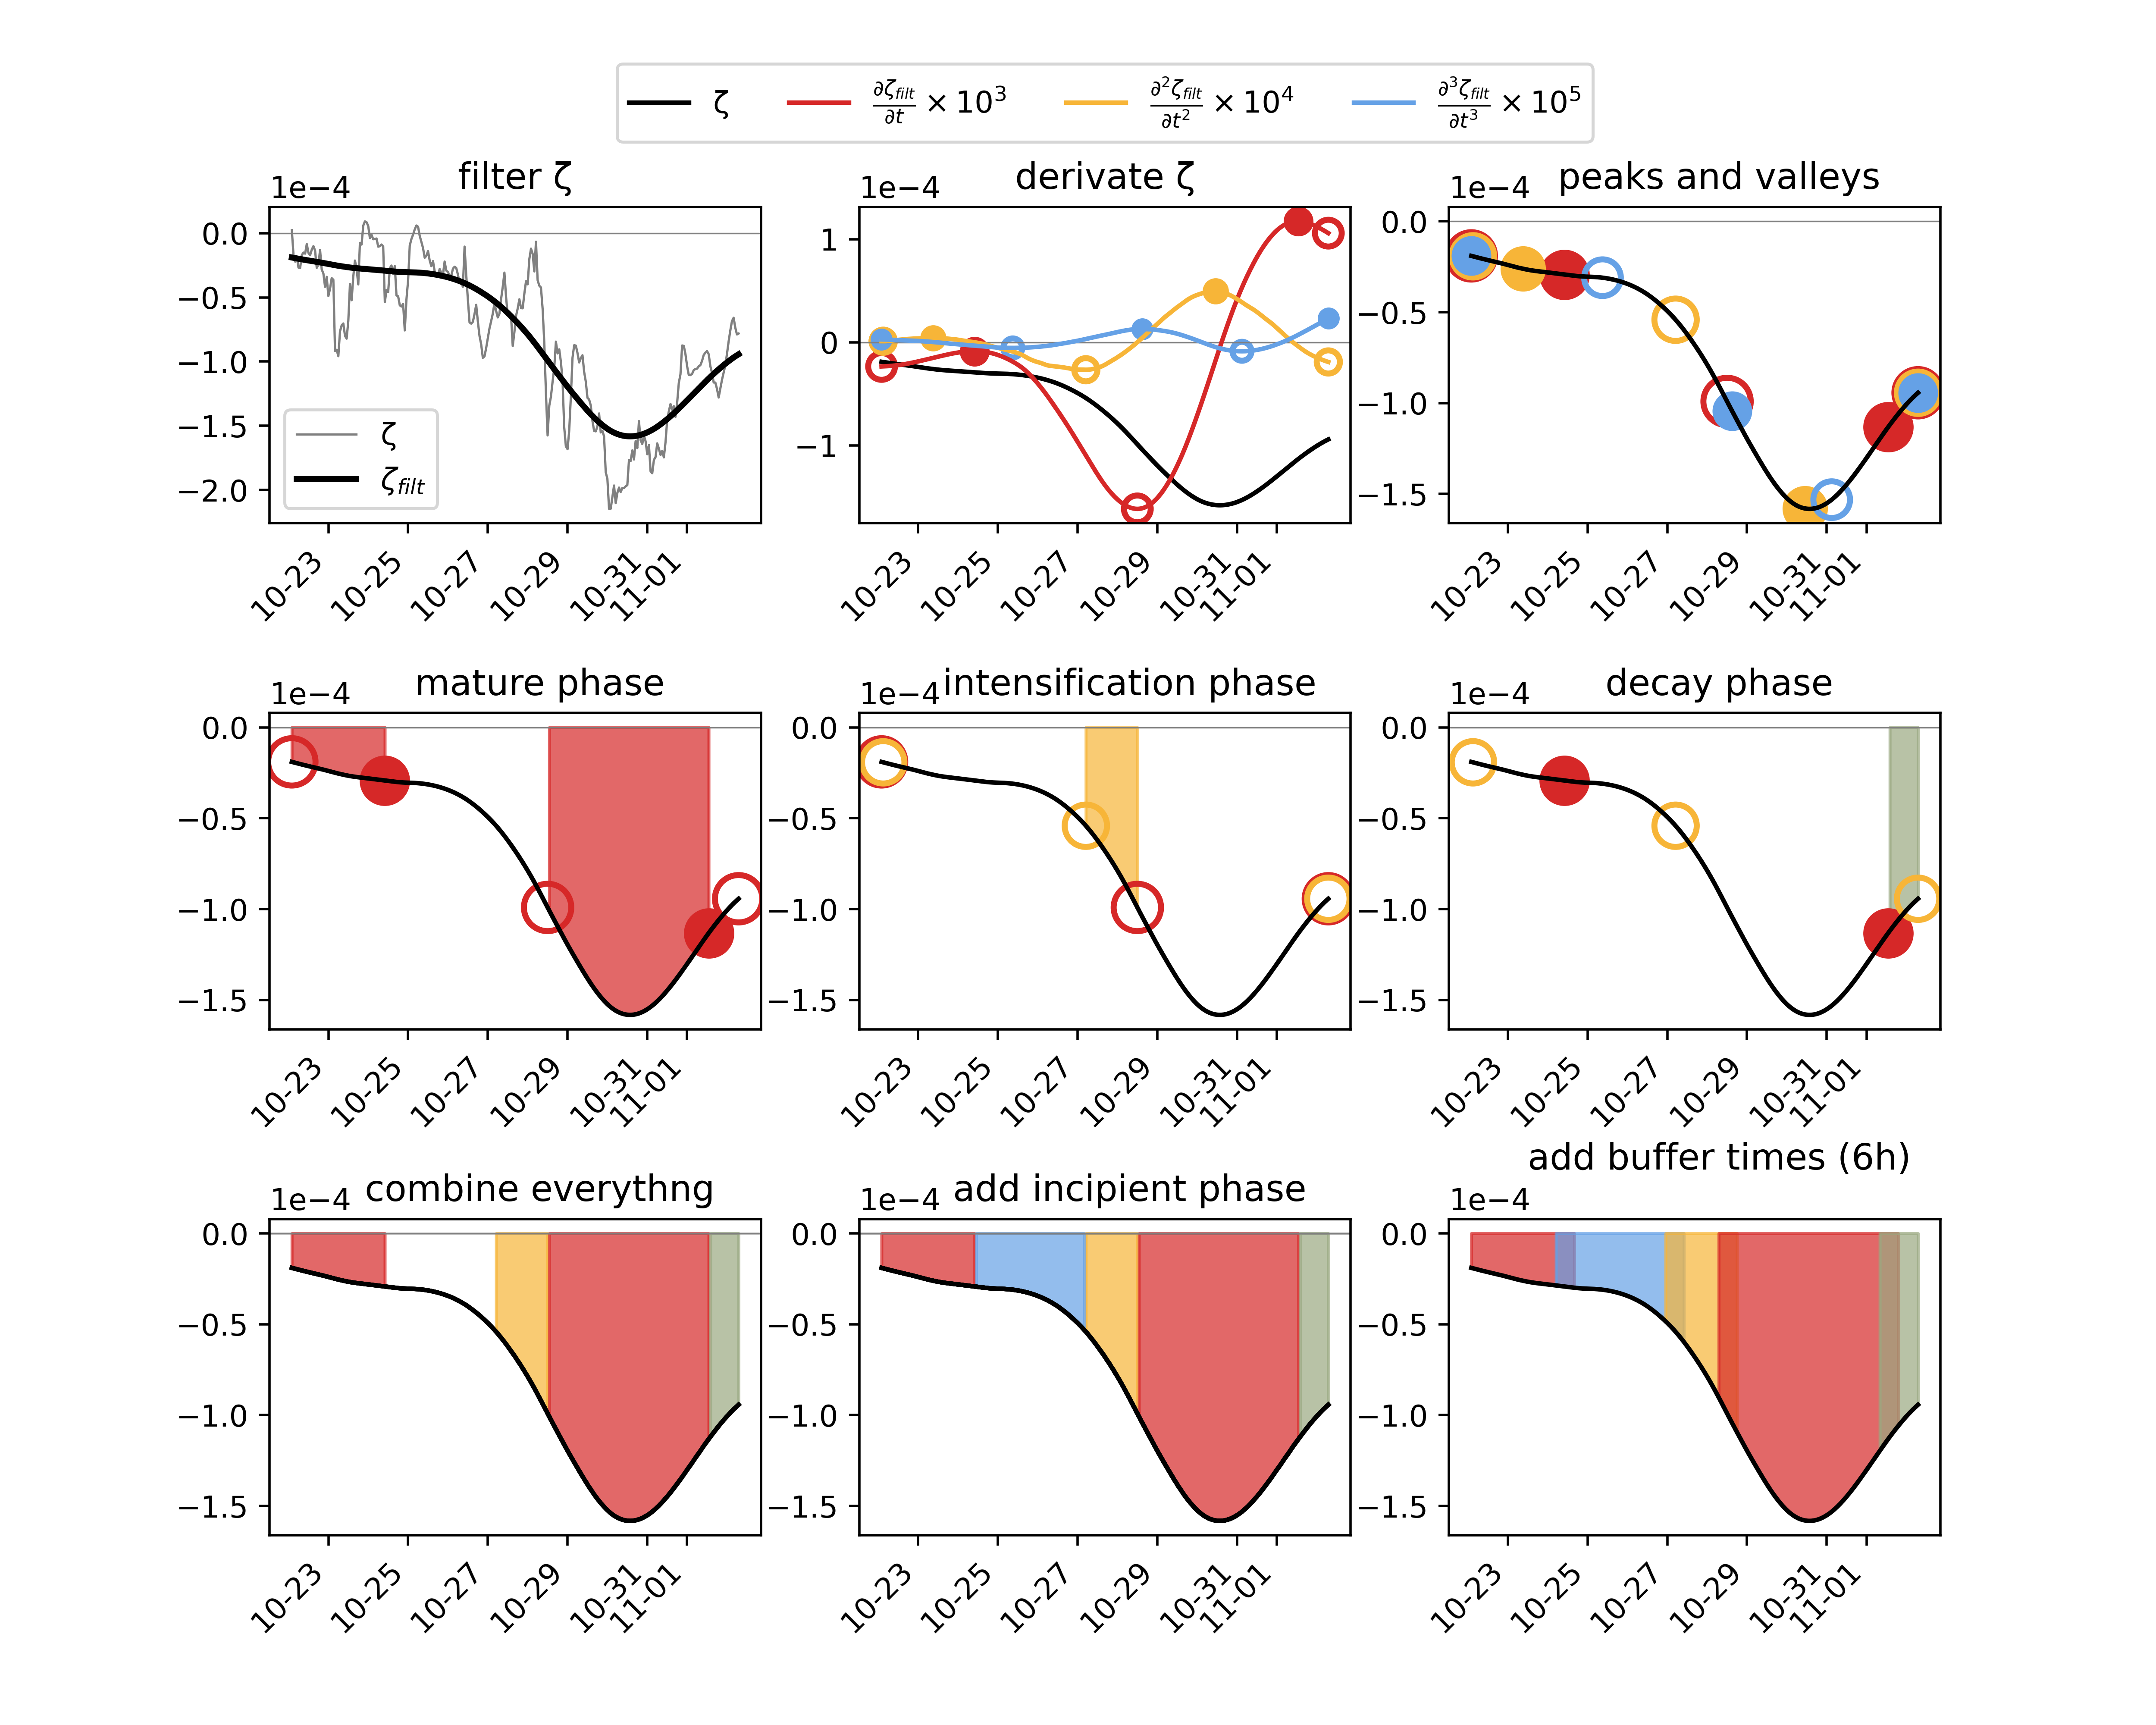 ζ ∂ζfilt/∂t × 10³ ∂²ζfilt/∂t² × 10⁴ ∂³ζfilt/∂t³ × 10⁵
filter ζ
1e−4
0.0
−0.5
−1.0
−1.5
−2.0
ζ
ζfilt
10-23 10-25 10-27 10-29 10-31 11-01
derivate ζ
1e−4
1
0
−1
10-23 10-25 10-27 10-29 10-31 11-01
peaks and valleys
1e−4
0.0
−0.5
−1.0
−1.5
10-23 10-25 10-27 10-29 10-31 11-01
mature phase
1e−4
0.0
−0.5
−1.0
−1.5
10-23 10-25 10-27 10-29 10-31 11-01
intensification phase
1e−4
0.0
−0.5
−1.0
−1.5
10-23 10-25 10-27 10-29 10-31 11-01
decay phase
1e−4
0.0
−0.5
−1.0
−1.5
10-23 10-25 10-27 10-29 10-31 11-01
combine everythng
1e−4
0.0
−0.5
−1.0
−1.5
10-23 10-25 10-27 10-29 10-31 11-01
add incipient phase
1e−4
0.0
−0.5
−1.0
−1.5
10-23 10-25 10-27 10-29 10-31 11-01
add buffer times (6h)
1e−4
0.0
−0.5
−1.0
−1.5
10-23 10-25 10-27 10-29 10-31 11-01